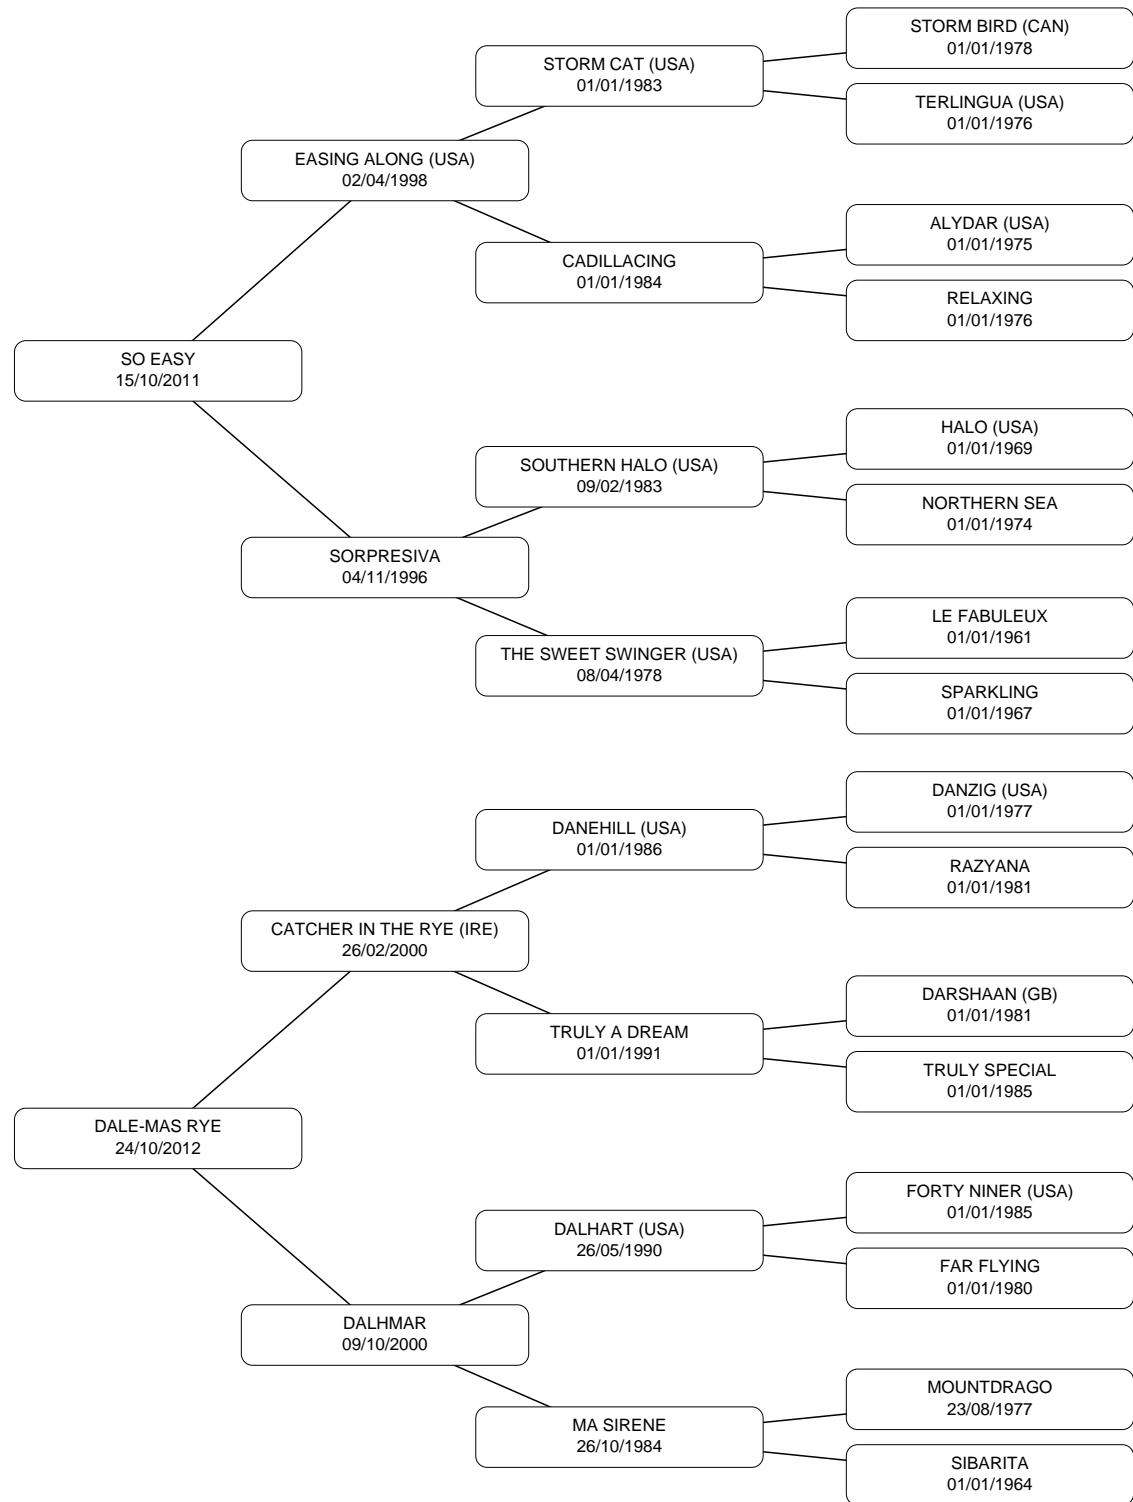 STORM BIRD (CAN)
01/01/1978
STORM CAT (USA)
01/01/1983
TERLINGUA (USA)
01/01/1976
EASING ALONG (USA)
02/04/1998
ALYDAR (USA)
01/01/1975
CADILLACING
01/01/1984
RELAXING
01/01/1976
SO EASY
15/10/2011
HALO (USA)
01/01/1969
SOUTHERN HALO (USA)
09/02/1983
NORTHERN SEA
01/01/1974
SORPRESIVA
04/11/1996
LE FABULEUX
01/01/1961
THE SWEET SWINGER (USA)
08/04/1978
SPARKLING
01/01/1967
DANZIG (USA)
01/01/1977
DANEHILL (USA)
01/01/1986
RAZYANA
01/01/1981
CATCHER IN THE RYE (IRE)
26/02/2000
DARSHAAN (GB)
01/01/1981
TRULY A DREAM
01/01/1991
TRULY SPECIAL
01/01/1985
DALE-MAS RYE
24/10/2012
FORTY NINER (USA)
01/01/1985
DALHART (USA)
26/05/1990
FAR FLYING
01/01/1980
DALHMAR
09/10/2000
MOUNTDRAGO
23/08/1977
MA SIRENE
26/10/1984
SIBARITA
01/01/1964